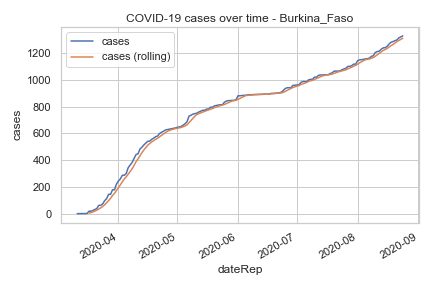 COVID-19 cases over time - Burkina_Faso
cases
cases (rolling)
1200
1000
800
600
400
200
0
cases
2020-04
2020-05
2020-06
2020-07
2020-08
2020-09
dateRep